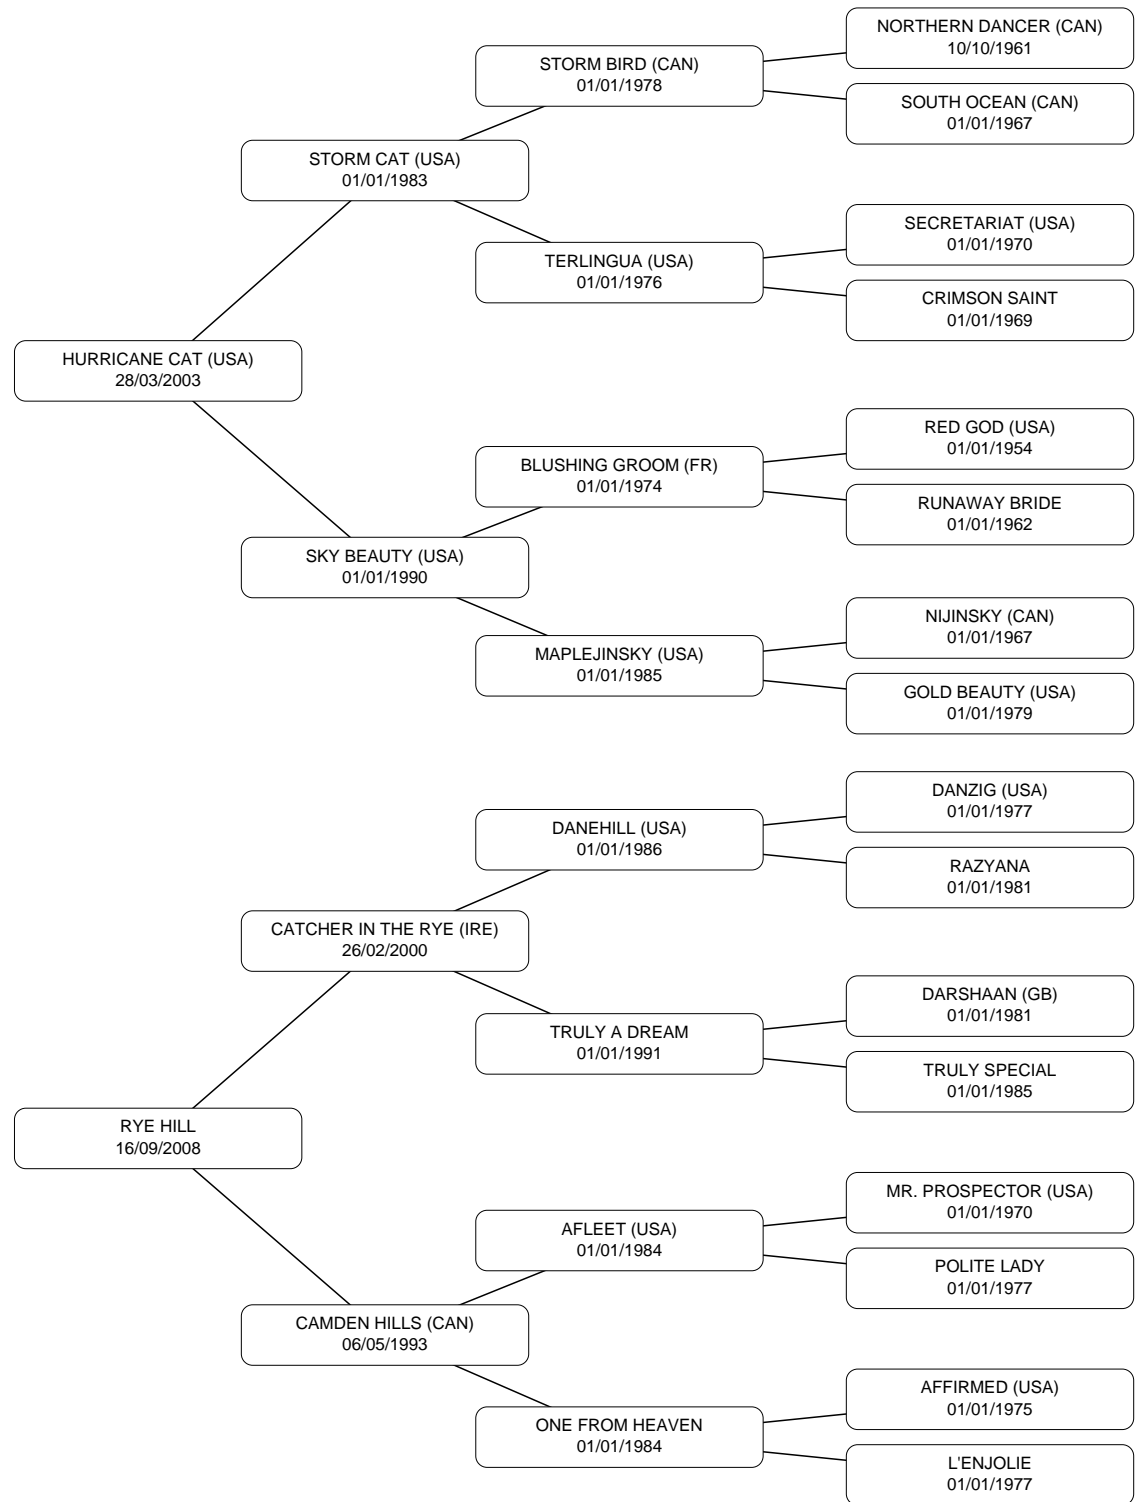 NORTHERN DANCER (CAN)
10/10/1961
STORM BIRD (CAN)
01/01/1978
SOUTH OCEAN (CAN)
01/01/1967
STORM CAT (USA)
01/01/1983
SECRETARIAT (USA)
01/01/1970
TERLINGUA (USA)
01/01/1976
CRIMSON SAINT
01/01/1969
HURRICANE CAT (USA)
28/03/2003
RED GOD (USA)
01/01/1954
BLUSHING GROOM (FR)
01/01/1974
RUNAWAY BRIDE
01/01/1962
SKY BEAUTY (USA)
01/01/1990
NIJINSKY (CAN)
01/01/1967
MAPLEJINSKY (USA)
01/01/1985
GOLD BEAUTY (USA)
01/01/1979
DANZIG (USA)
01/01/1977
DANEHILL (USA)
01/01/1986
RAZYANA
01/01/1981
CATCHER IN THE RYE (IRE)
26/02/2000
DARSHAAN (GB)
01/01/1981
TRULY A DREAM
01/01/1991
TRULY SPECIAL
01/01/1985
RYE HILL
16/09/2008
MR. PROSPECTOR (USA)
01/01/1970
AFLEET (USA)
01/01/1984
POLITE LADY
01/01/1977
CAMDEN HILLS (CAN)
06/05/1993
AFFIRMED (USA)
01/01/1975
ONE FROM HEAVEN
01/01/1984
L'ENJOLIE
01/01/1977